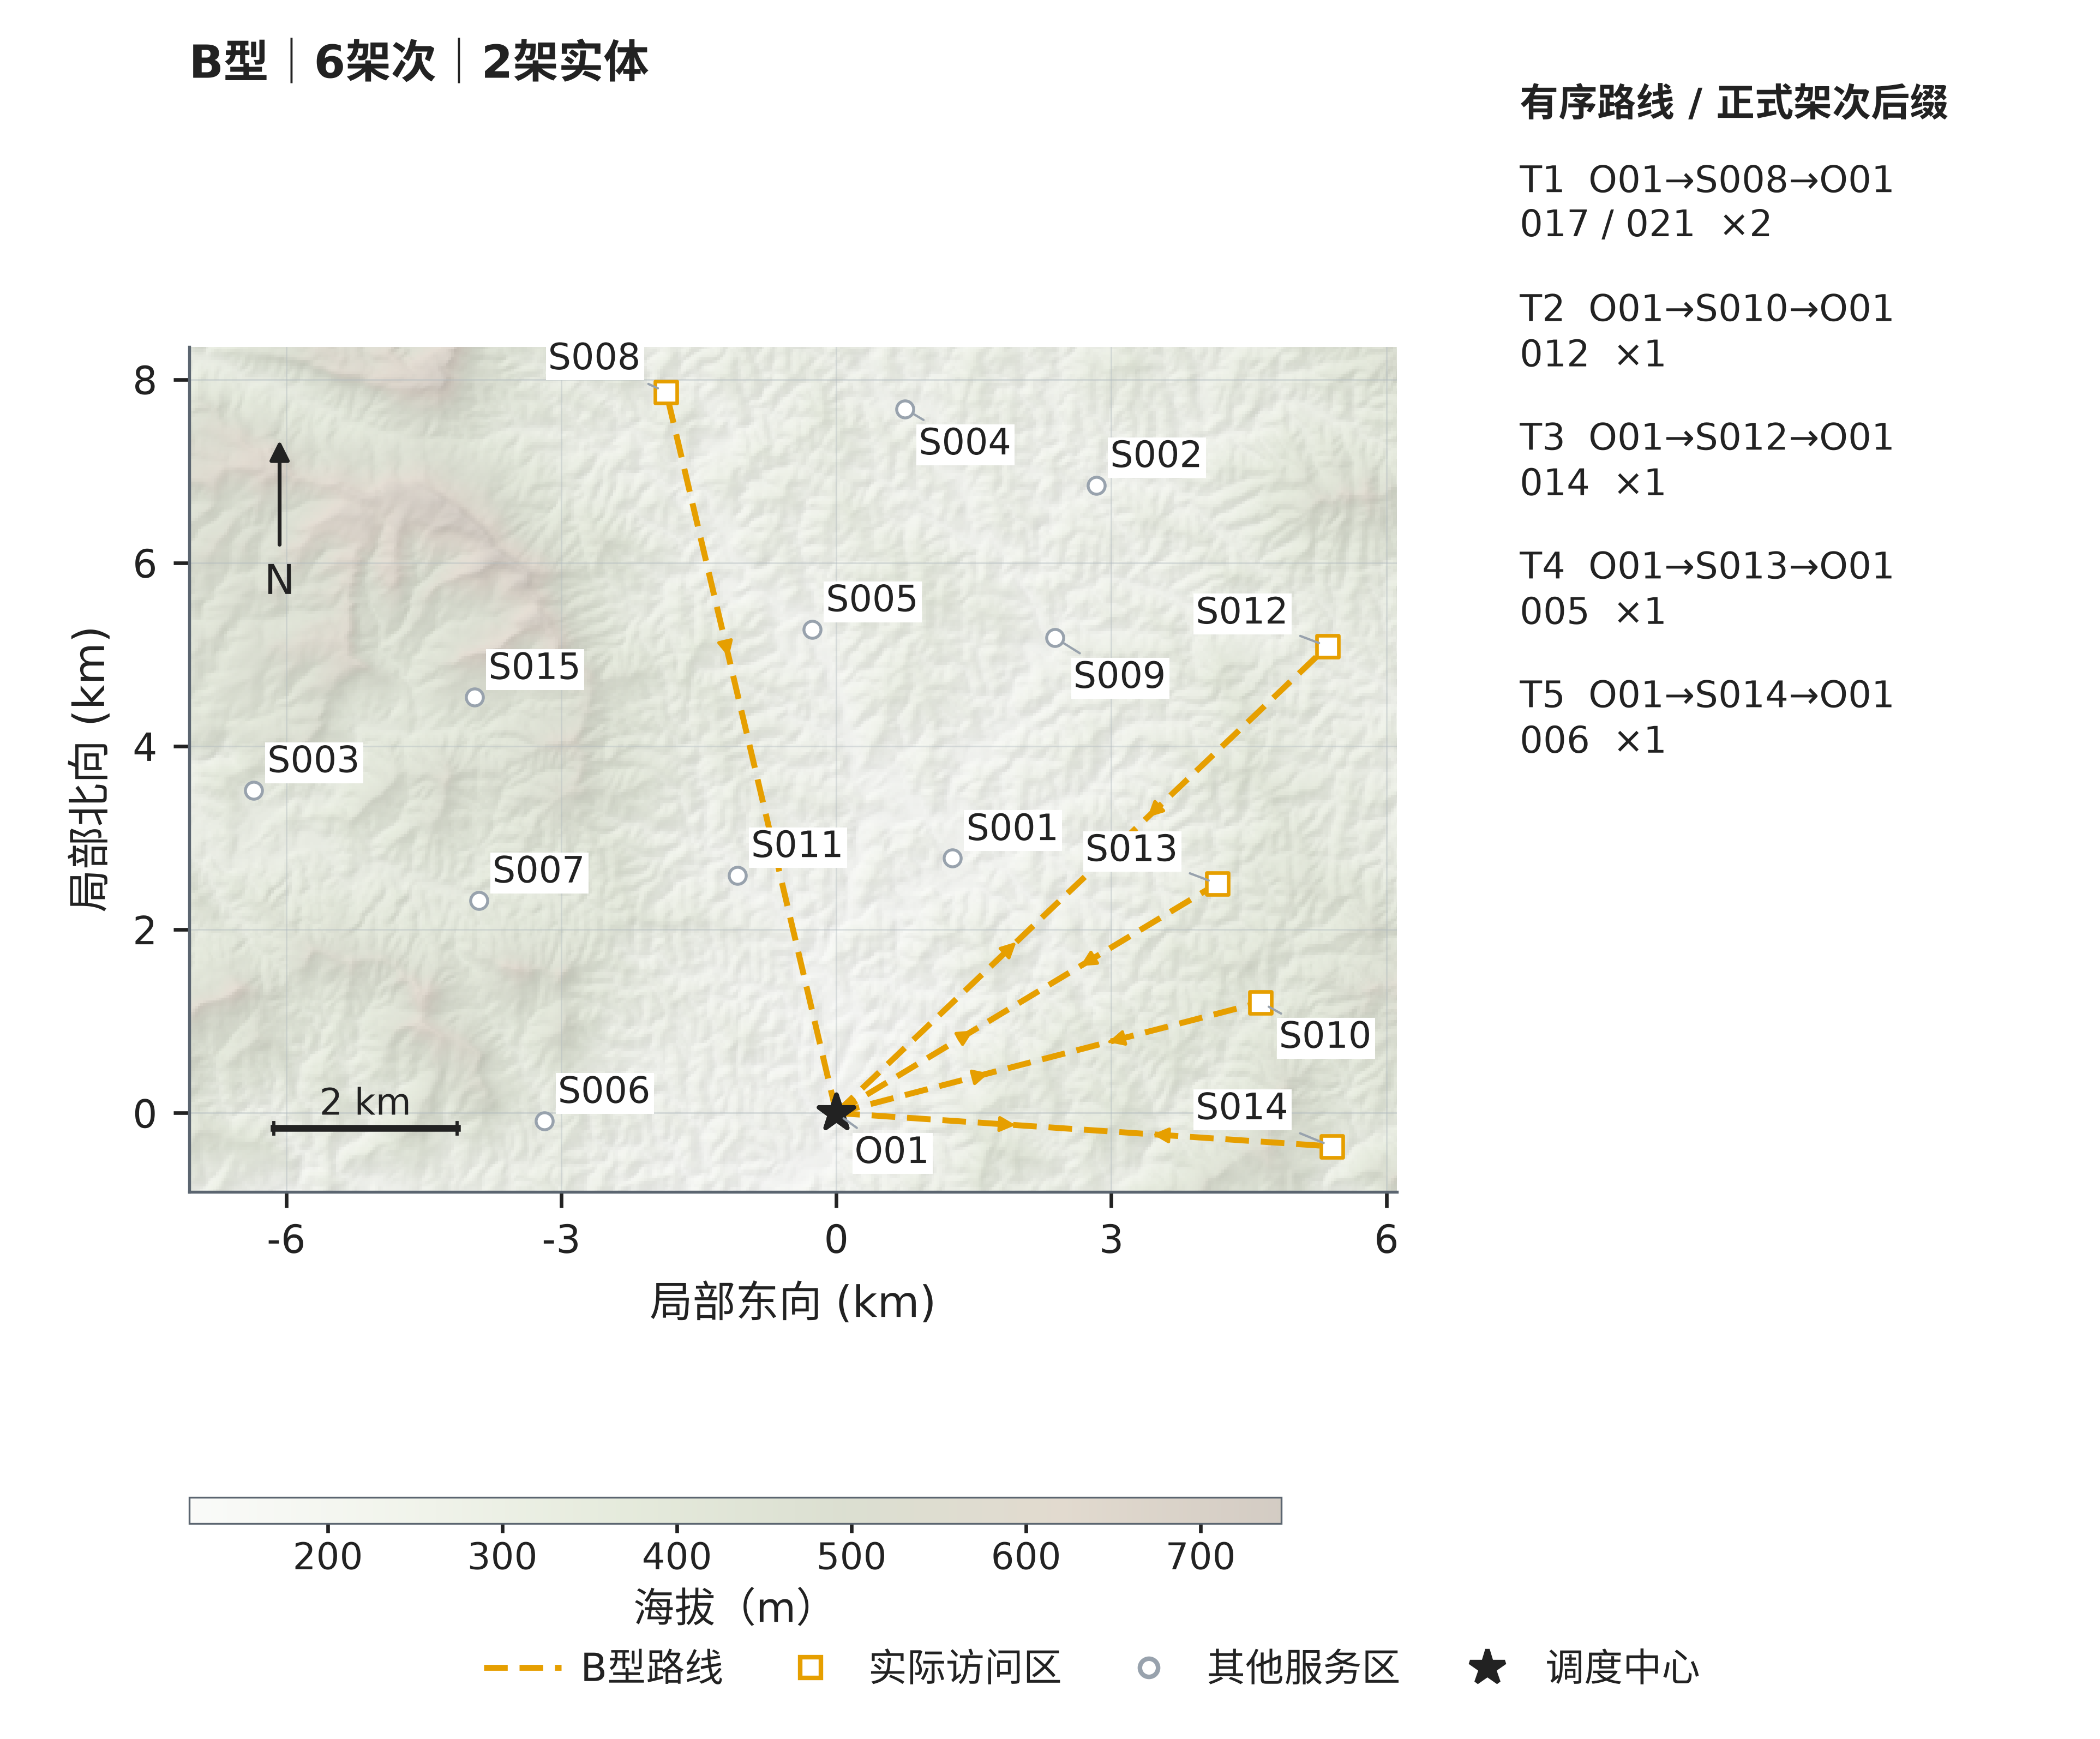 B型｜6架次｜2架实体
有序路线 / 正式架次后缀
T1 O01→S008→O01
017 / 021 ×2
T2 O01→S010→O01
012 ×1
T3 O01→S012→O01
014 ×1
T4 O01→S013→O01
005 ×1
T5 O01→S014→O01
006 ×1
S008
S004
S002
N
S005
S012
S015
S009
S003
S011
S001
S013
S007
S010
S006
S014
O01
2 km
8
6
4
2
0
局部北向 (km)
-6
-3
0
3
6
局部东向 (km)
200
300
400
500
600
700
海拔（m）
B型路线
实际访问区
其他服务区
调度中心